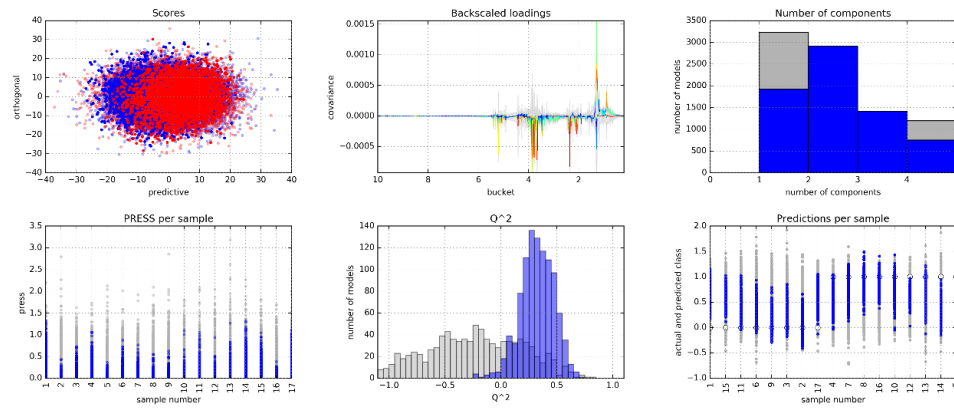 Scores
40
30
20
10
0
−10
−20
−30
−40
orthogonal
−40 −30 −20 −10 0 10 20 30 40
predictive
Backscaled loadings
0.0015
0.0010
0.0005
0.0000
−0.0005
covariance
10 8 6 4 2
bucket
Number of components
3500
3000
2500
2000
1500
1000
500
0
number of models
0 1 2 3 4
number of components
PRESS per sample
3.5
3.0
2.5
2.0
1.5
1.0
0.5
0.0
press
1 2 3 4 5 6 7 8 9 10 11 12 13 14 15 16 17
sample number
Q^2
140
120
100
80
60
40
20
0
number of models
−1.0 −0.5 0.0 0.5 1.0
Q^2
Predictions per sample
2.0
1.5
1.0
0.5
0.0
−0.5
−1.0
actual and predicted class
1 15 11 6 9 3 2 17 4 7 8 16 10 12 13 14
sample number